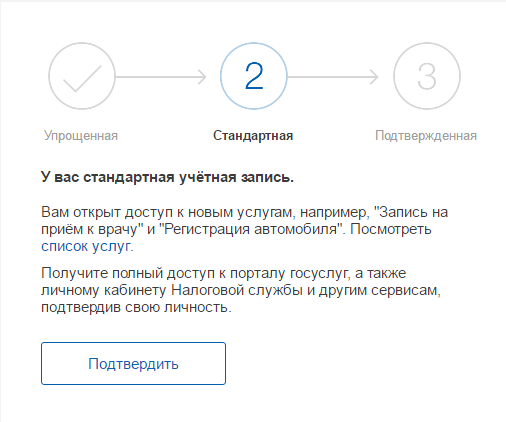 2
3
Упрощенная
Стандартная
Подтвержденная
У вас стандартная учётная запись.
Вам открыт доступ к новым услугам, например, "Запись на
приём к врачу" и "Регистрация автомобиля". Посмотреть
список услуг.
Получите полный доступ к порталу госуслуг, а также
личному кабинету Налоговой службы и другим сервисам,
подтвердив свою личность.
Подтвердить